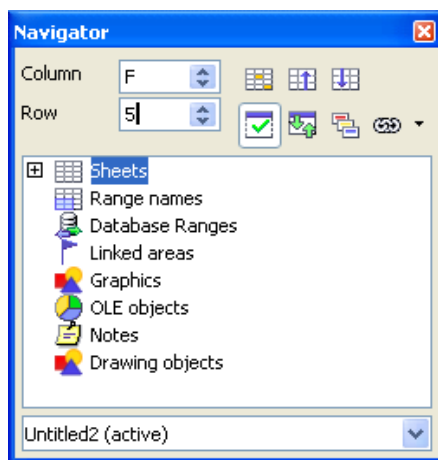 Navigator
Column F
Row 5
Sheets
Range names
Database Ranges
Linked areas
Graphics
OLE objects
Notes
Drawing objects
Untitled2 (active)